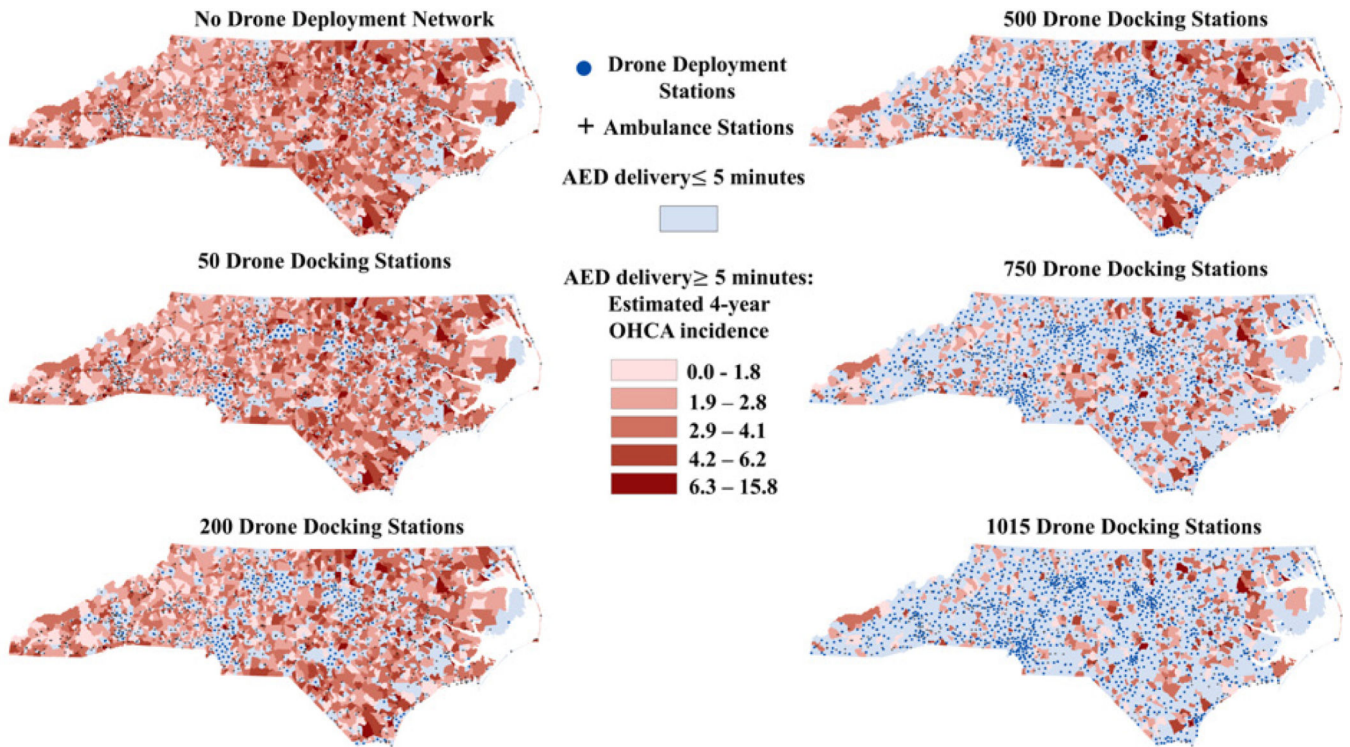 No Drone Deployment Network
50 Drone Docking Stations
200 Drone Docking Stations
Drone Deployment
Stations
+ Ambulance Stations
AED delivery≤ 5 minutes
AED delivery≥ 5 minutes:
Estimated 4-year
OHCA incidence
0.0 - 1.8
1.9 – 2.8
2.9 – 4.1
4.2 – 6.2
6.3 – 15.8
500 Drone Docking Stations
750 Drone Docking Stations
1015 Drone Docking Stations